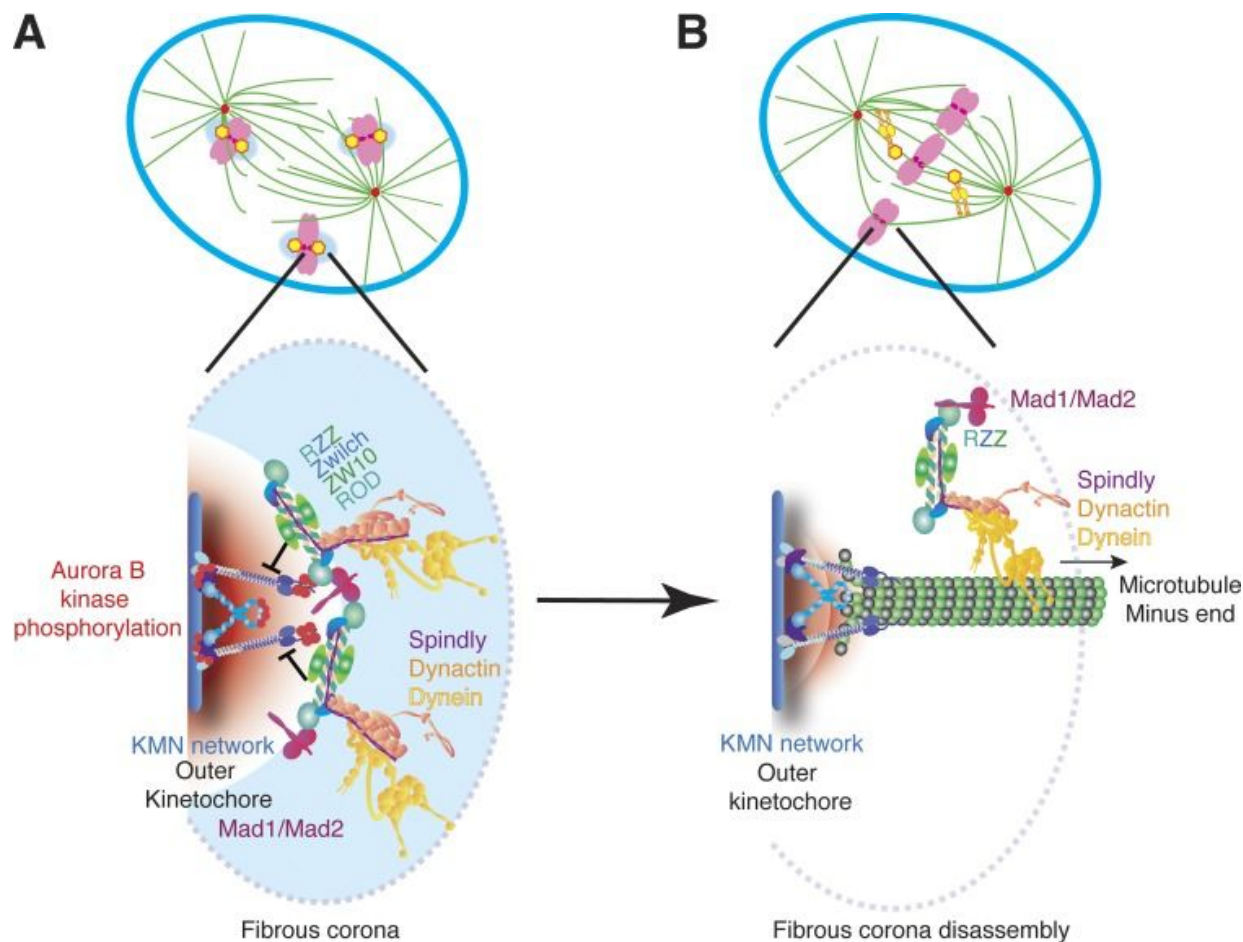 A
B
RZZ
Zwilch
ZW10
ROD
Aurora B
kinase
phosphorylation
Spindly
Dynactin
Dynein
KMN network
Outer
Kinetochore
Mad1/Mad2
Fibrous corona
Mad1/Mad2
RZZ
Spindly
Dynactin
Dynein
Microtubule
Minus end
KMN network
Outer
kinetochore
Fibrous corona disassembly